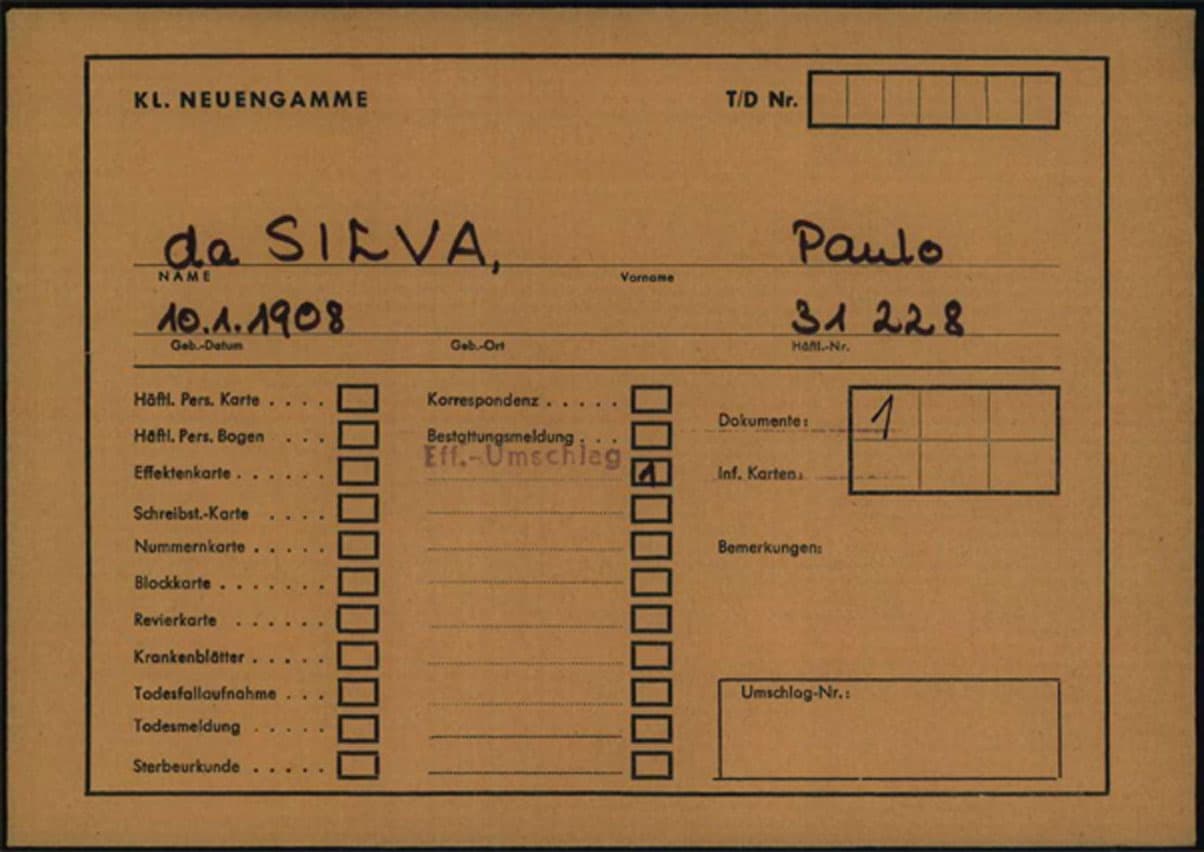 KL. NEUENGAMME T/D Nr.
da SILVA, Paulo
NAME Vorname
10.1.1908 31 228
Geb.-Datum Geb.-Ort Häftl.-Nr.
Häftl. Pers. Karte . . . .
Häftl. Pers. Bogen . . .
Effektenkarte . . . . . .
Schreibst.-Karte . . . .
Nummernkarte . . . . .
Blockkarte . . . . . . .
Revierkarte . . . . . .
Krankenblätter . . . . .
Todesfallaufnahme . . .
Todesmeldung . . . . .
Sterbeurkunde . . . . .
Korrespondenz . . . . .
Bestattungsmeldung . . .
Eff.-Umschlag 1
Dokumente: 1
Inf. Karten:
Bemerkungen:
Umschlag-Nr.: